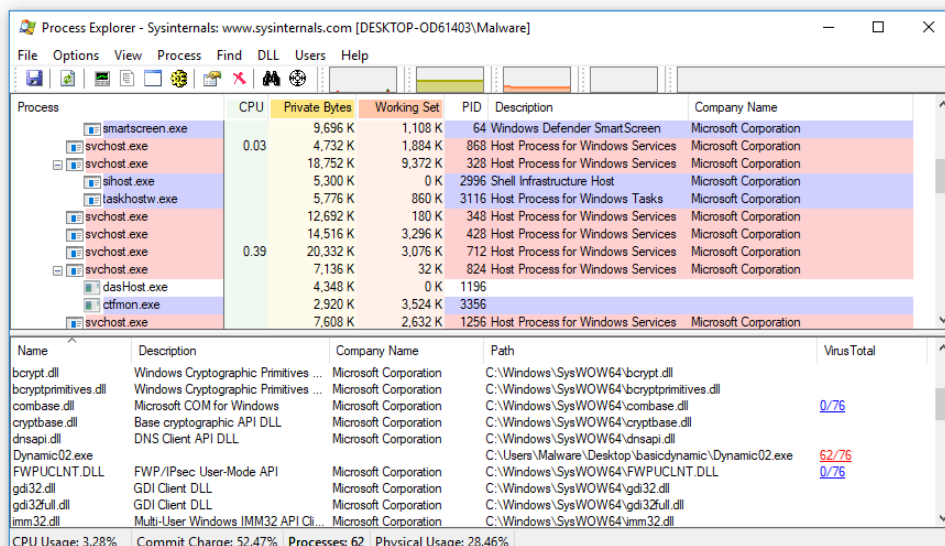 Process Explorer - Sysinternals: www.sysinternals.com [DESKTOP-OD61403\Malware]
File Options View Process Find DLL Users Help
Process CPU Private Bytes Working Set PID Description Company Name
smartscreen.exe 9,696 K 1,108 K 64 Windows Defender SmartScreen Microsoft Corporation
svchost.exe 0.03 4,732 K 1,884 K 868 Host Process for Windows Services Microsoft Corporation
svchost.exe 18,752 K 9,372 K 328 Host Process for Windows Services Microsoft Corporation
sihost.exe 5,300 K 0 K 2996 Shell Infrastructure Host Microsoft Corporation
taskhostw.exe 5,776 K 860 K 3116 Host Process for Windows Tasks Microsoft Corporation
svchost.exe 12,692 K 180 K 348 Host Process for Windows Services Microsoft Corporation
svchost.exe 14,516 K 3,296 K 428 Host Process for Windows Services Microsoft Corporation
svchost.exe 0.39 20,332 K 3,076 K 712 Host Process for Windows Services Microsoft Corporation
svchost.exe 7,136 K 32 K 824 Host Process for Windows Services Microsoft Corporation
dasHost.exe 4,348 K 0 K 1196
ctfmon.exe 2,920 K 3,524 K 3356
svchost.exe 7,608 K 2,632 K 1256 Host Process for Windows Services Microsoft Corporation
Name Description Company Name Path VirusTotal
bcrypt.dll Windows Cryptographic Primitives ... Microsoft Corporation C:\Windows\SysWOW64\bcrypt.dll
bcryptprimitives.dll Windows Cryptographic Primitives ... Microsoft Corporation C:\Windows\SysWOW64\bcryptprimitives.dll
combase.dll Microsoft COM for Windows Microsoft Corporation C:\Windows\SysWOW64\combase.dll 0/76
cryptbase.dll Base cryptographic API DLL Microsoft Corporation C:\Windows\SysWOW64\cryptbase.dll
dnsapi.dll DNS Client API DLL Microsoft Corporation C:\Windows\SysWOW64\dnsapi.dll
Dynamic02.exe C:\Users\Malware\Desktop\basicdynamic\Dynamic02.exe 62/76
FWPUCLNT.DLL FWP/IPsec User-Mode API Microsoft Corporation C:\Windows\SysWOW64\FWPUCLNT.DLL 0/76
gdi32.dll GDI Client DLL Microsoft Corporation C:\Windows\SysWOW64\gdi32.dll
gdi32full.dll GDI Client DLL Microsoft Corporation C:\Windows\SysWOW64\gdi32full.dll
imm32.dll Multi-User Windows IMM32 API Cli... Microsoft Corporation C:\Windows\SysWOW64\imm32.dll
CPU Usage: 3.28% Commit Charge: 52.47% Processes: 62 Physical Usage: 28.46%